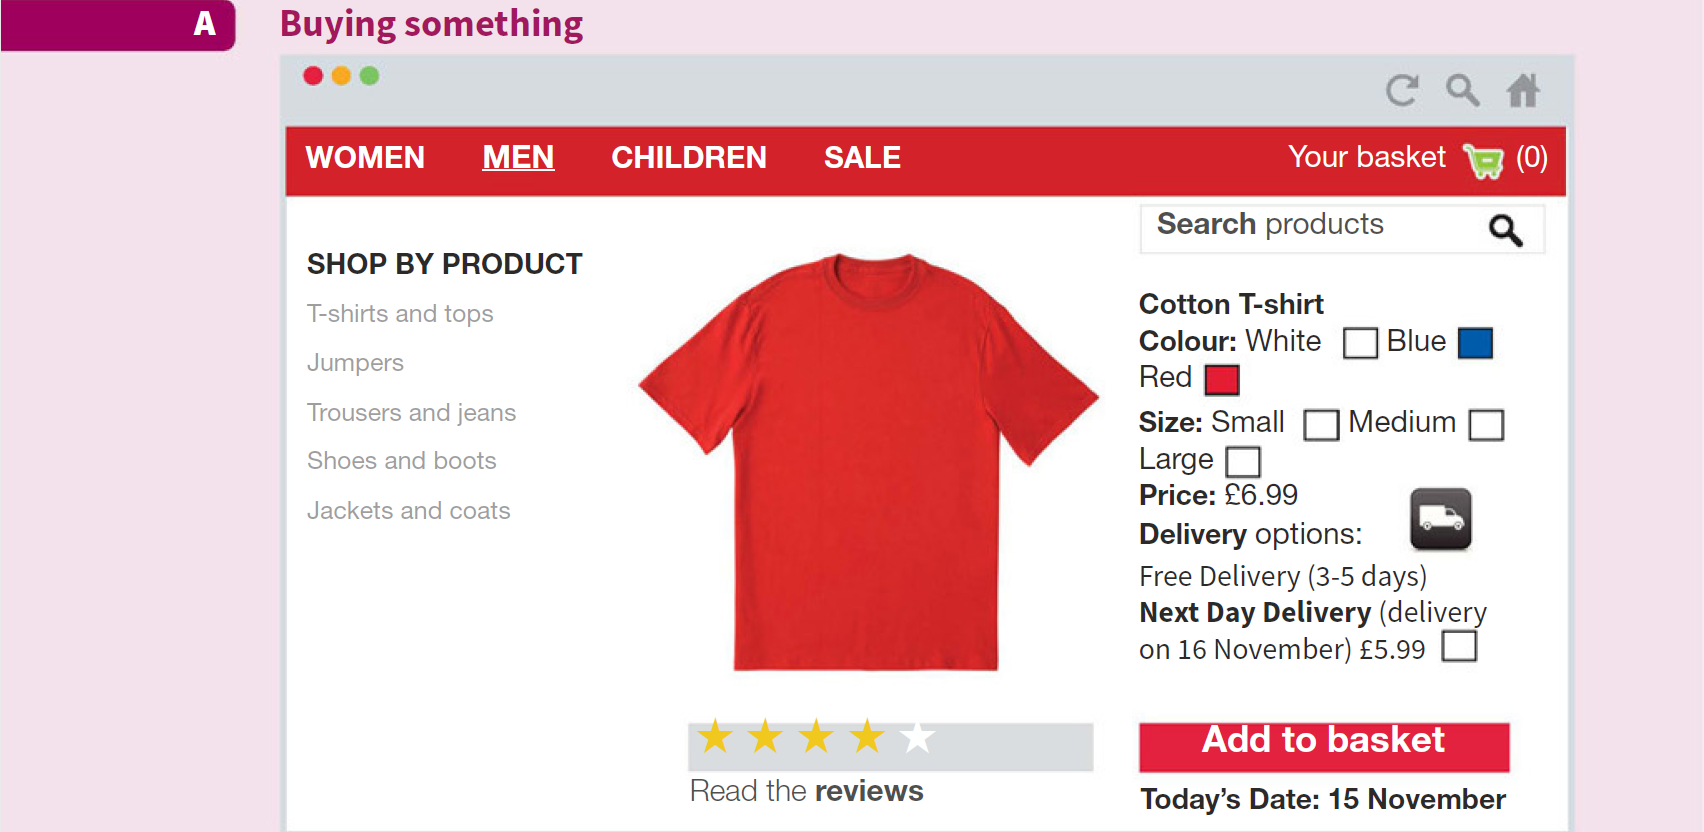 A
Buying something
WOMEN MEN CHILDREN SALE Your basket (0)
Search products
SHOP BY PRODUCT
T-shirts and tops
Jumpers
Trousers and jeans
Shoes and boots
Jackets and coats
Cotton T-shirt
Colour: White Blue
Red
Size: Small Medium
Large
Price: £6.99
Delivery options:
Free Delivery (3-5 days)
Next Day Delivery (delivery
on 16 November) £5.99
Read the reviews
Add to basket
Today’s Date: 15 November